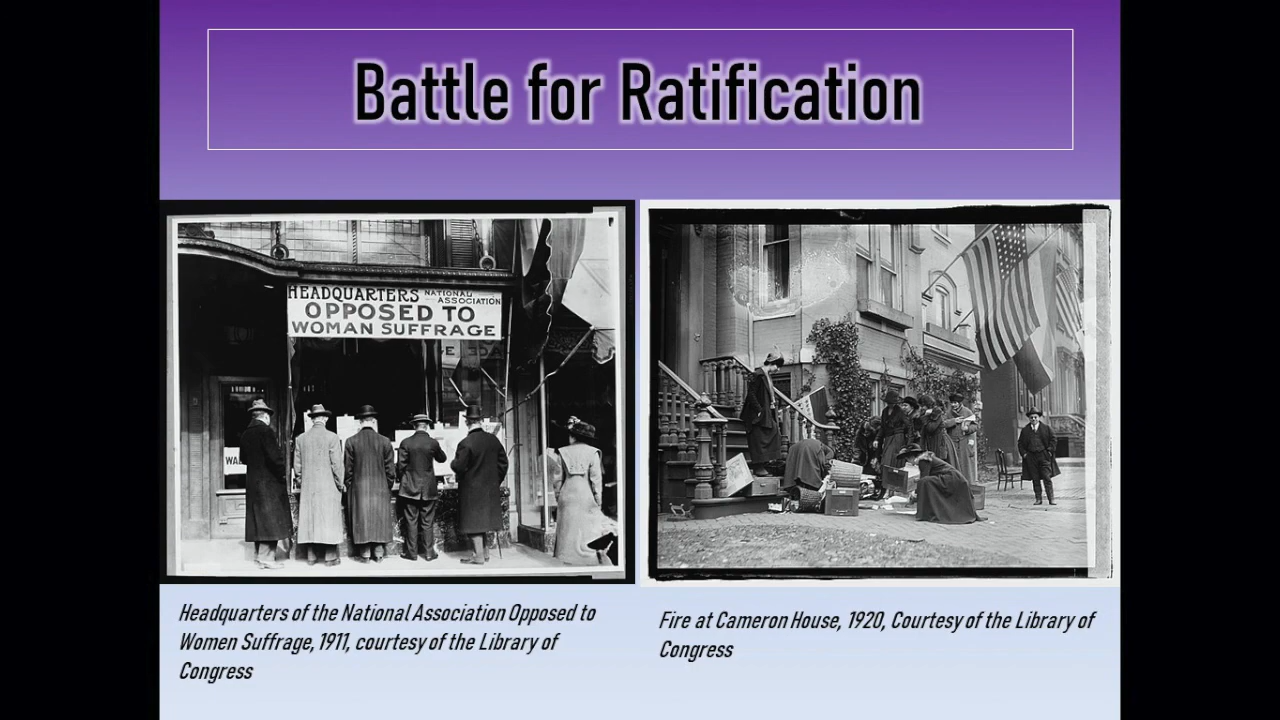 Battle for Ratification
HEADQUARTERS NATIONAL ASSOCIATION
OPPOSED TO
WOMAN SUFFRAGE
WA
Headquarters of the National Association Opposed to
Women Suffrage, 1911, courtesy of the Library of
Congress
Fire at Cameron House, 1920, Courtesy of the Library of
Congress